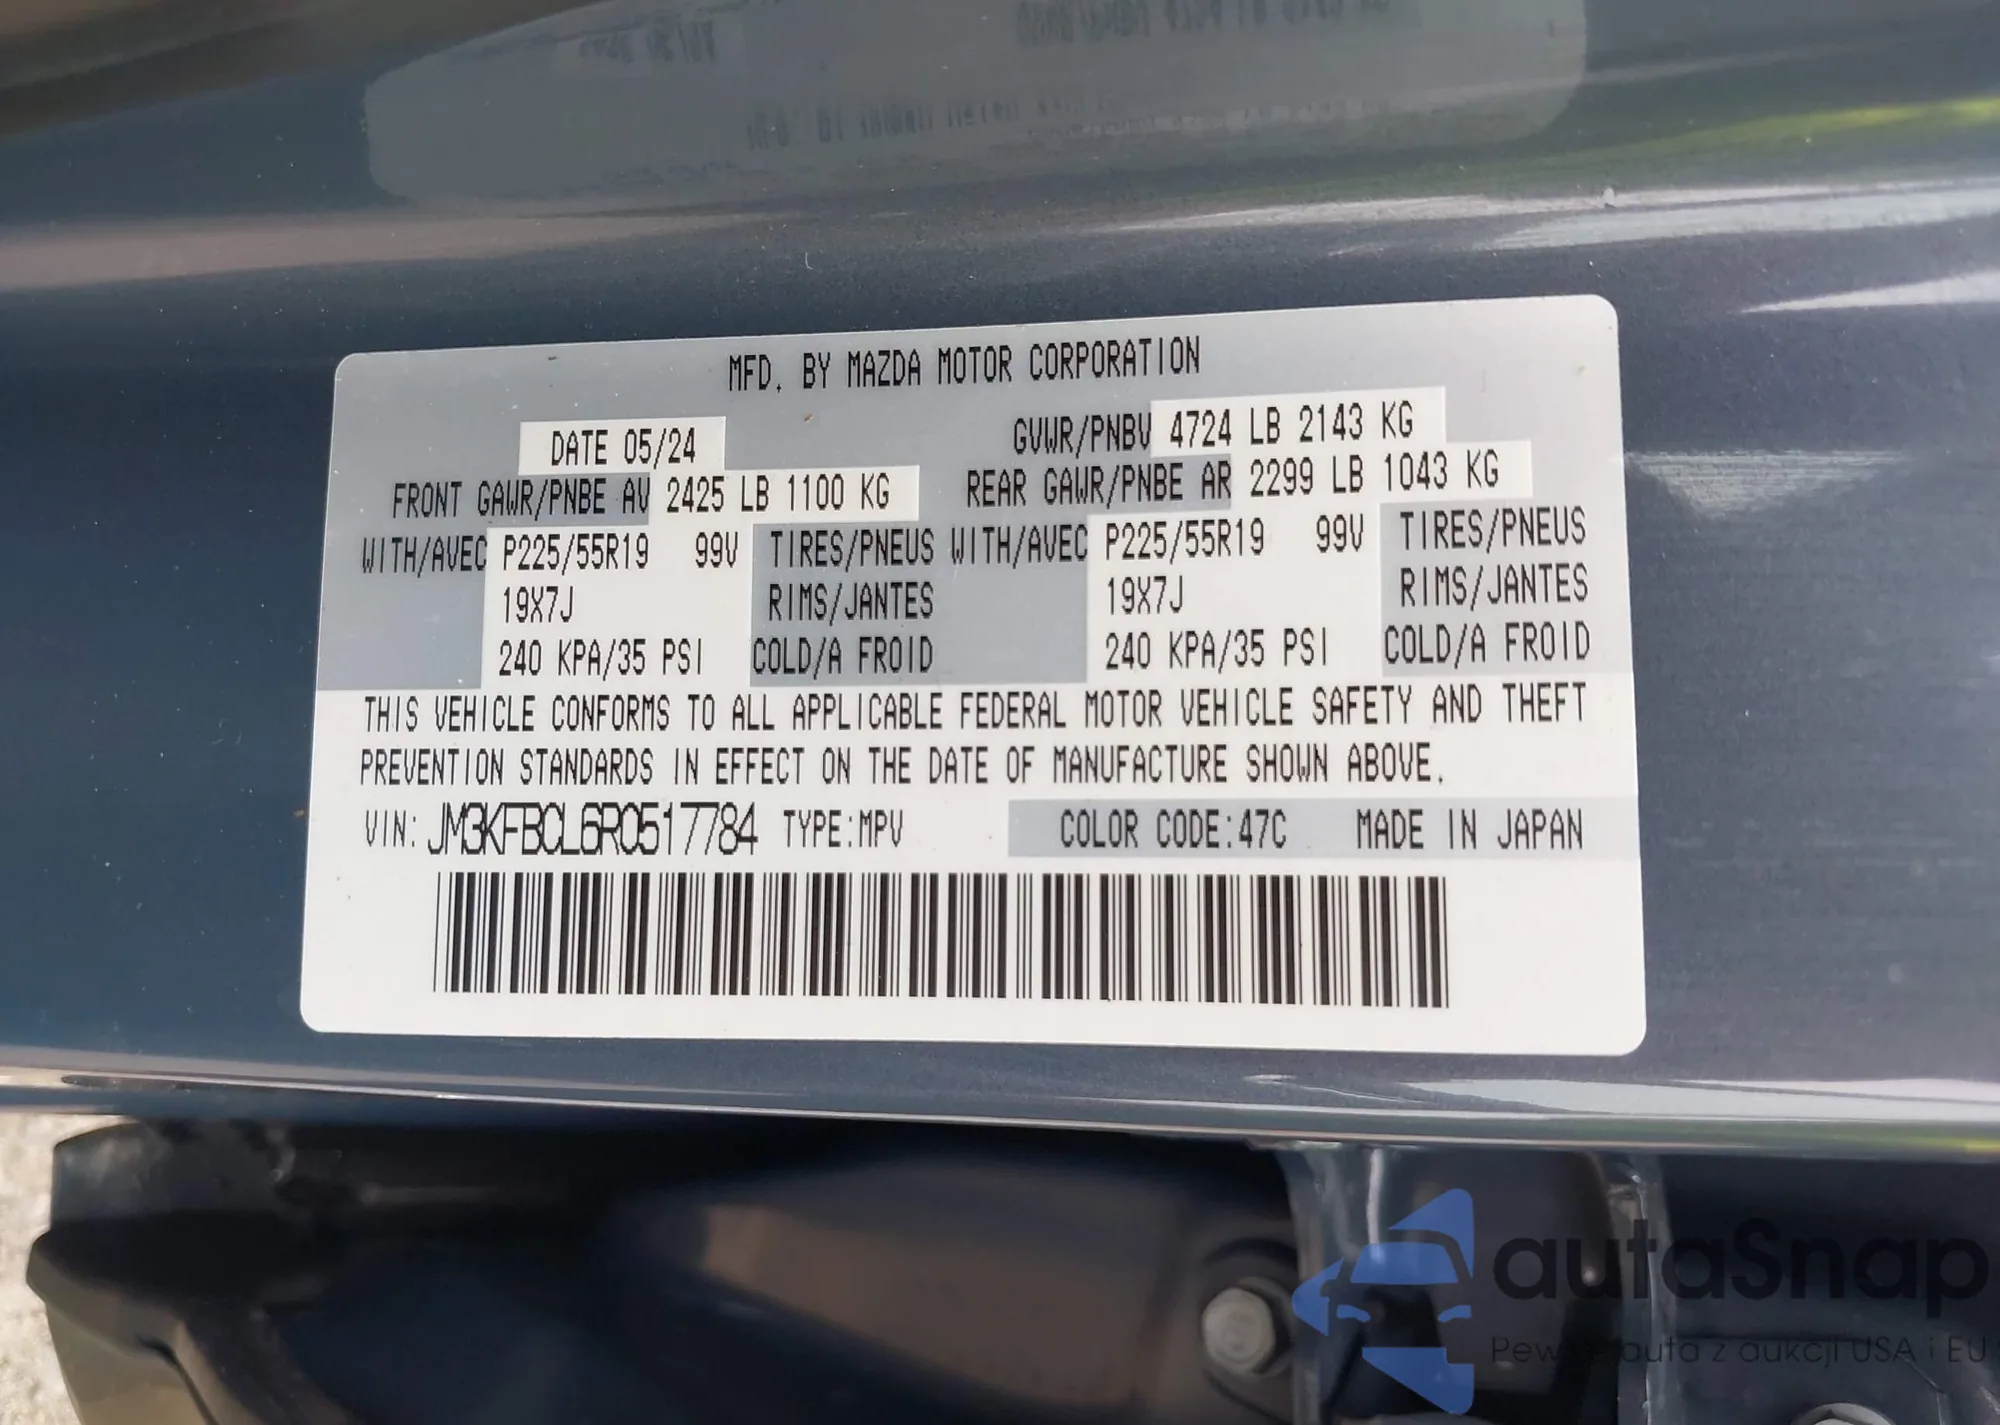 MFD. BY MAZDA MOTOR CORPORATION
DATE 05/24 GVWR/PNBV 4724 LB 2143 KG
FRONT GAWR/PNBE AV 2425 LB 1100 KG REAR GAWR/PNBE AR 2299 LB 1043 KG
WITH/AVEC P225/55R19 99V TIRES/PNEUS WITH/AVEC P225/55R19 99V TIRES/PNEUS
19X7J RIMS/JANTES 19X7J RIMS/JANTES
240 KPA/35 PSI COLD/A FROID 240 KPA/35 PSI COLD/A FROID
THIS VEHICLE CONFORMS TO ALL APPLICABLE FEDERAL MOTOR VEHICLE SAFETY AND THEFT
PREVENTION STANDARDS IN EFFECT ON THE DATE OF MANUFACTURE SHOWN ABOVE.
VIN: JM3KFBCL6R0517784 TYPE:MPV COLOR CODE:47C MADE IN JAPAN
autaSnap
auta z aukcji USA i EU